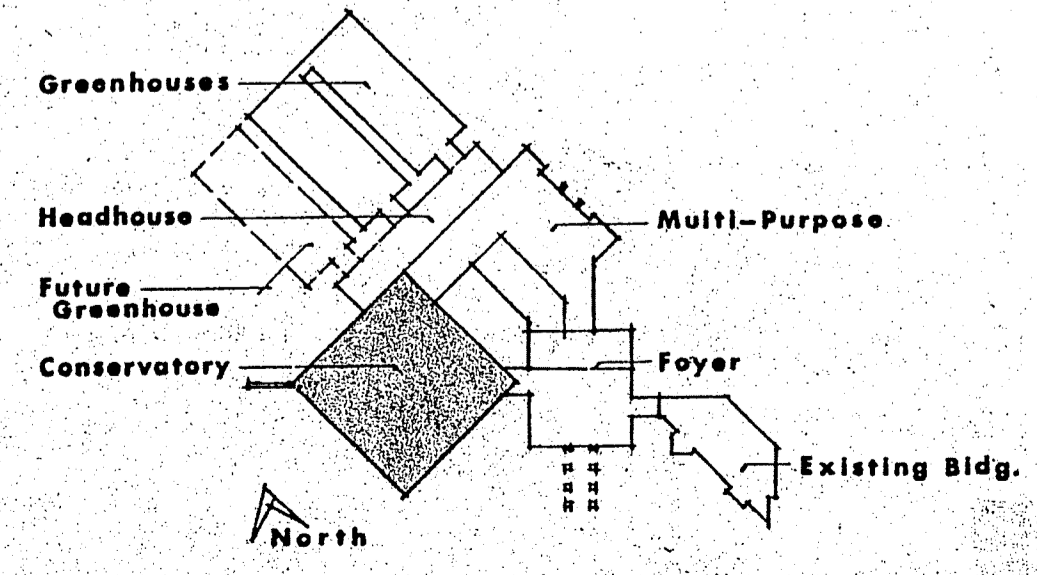 Greenhouses
Headhouse
Multi-Purpose
Future
Greenhouse
Conservatory
Foyer
Existing Bldg.
North